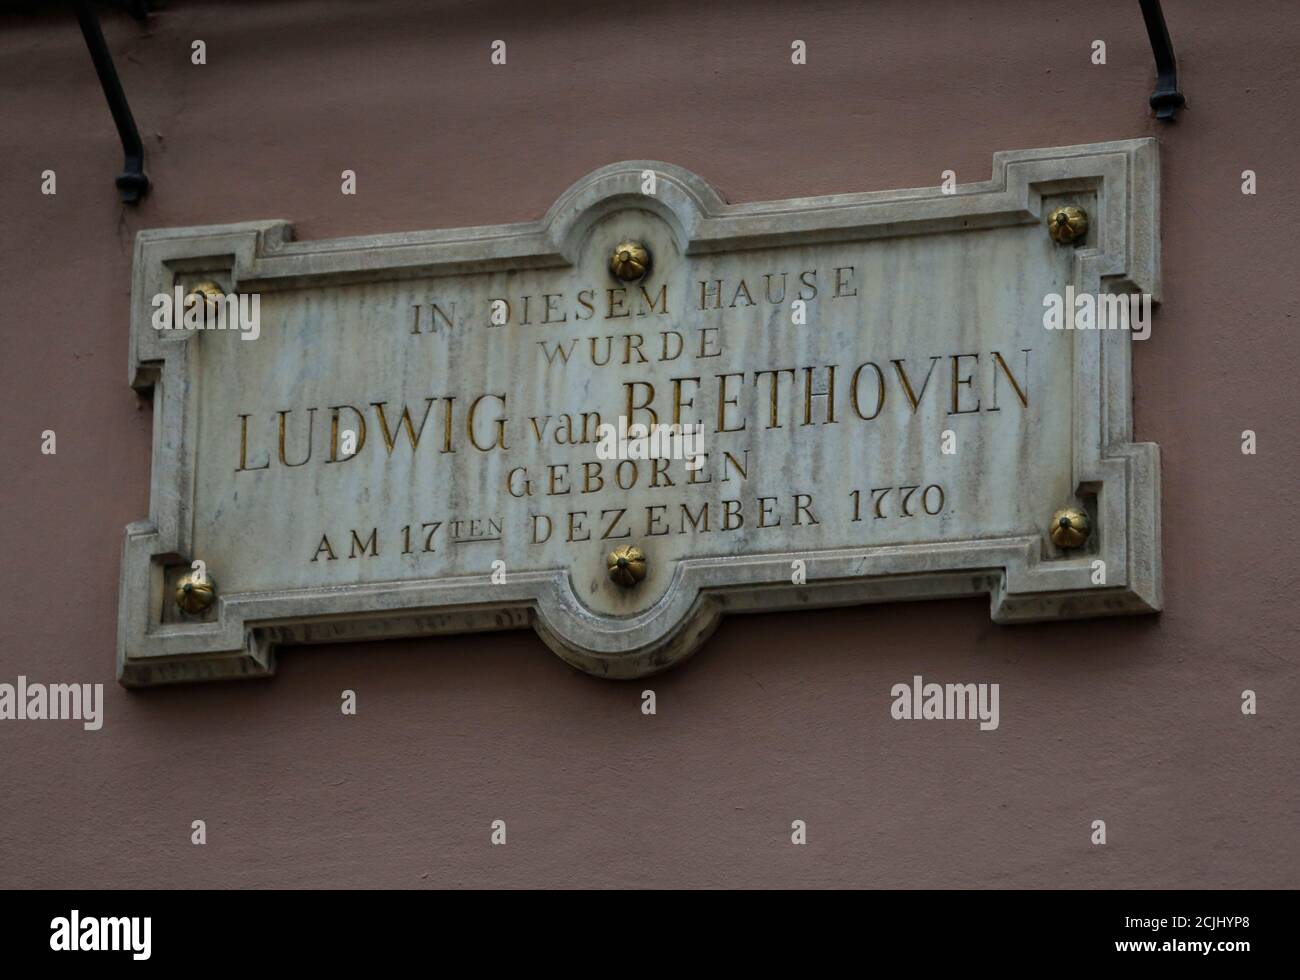 IN DIESEM HAUSE
WURDE
LUDWIG van BEETHOVEN
GEBOREN
AM 17TEN DEZEMBER 1770.
alamy
alamy
alamy
alamy
a
alamy
Image ID: 2CJHYP8
www.alamy.com